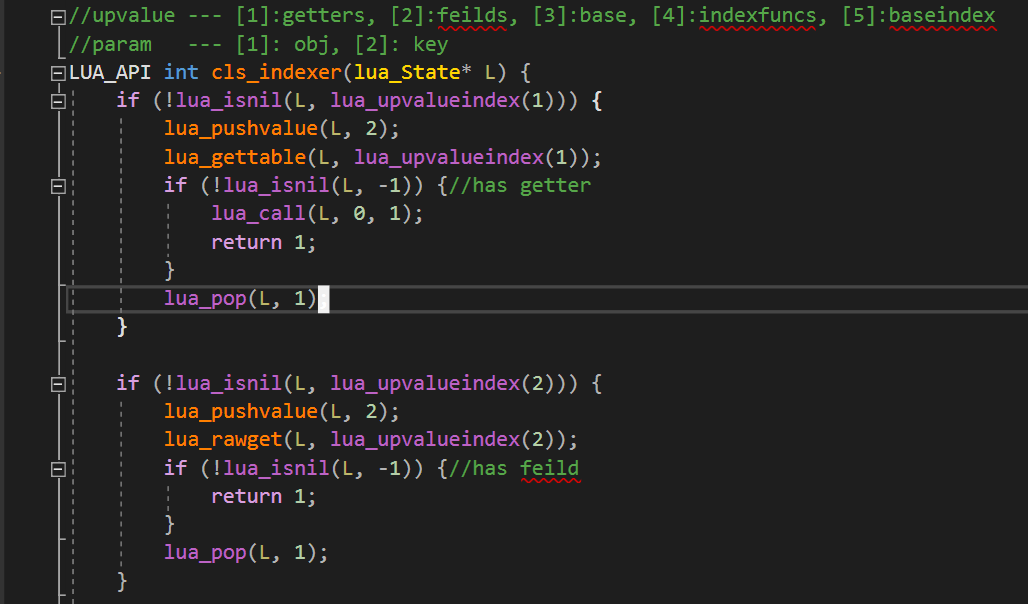 //upvalue --- [1]:getters, [2]:feilds, [3]:base, [4]:indexfuncs, [5]:baseindex
//param   --- [1]: obj, [2]: key
LUA_API int cls_indexer(lua_State* L) {
    if (!lua_isnil(L, lua_upvalueindex(1))) {
        lua_pushvalue(L, 2);
        lua_gettable(L, lua_upvalueindex(1));
        if (!lua_isnil(L, -1)) {//has getter
            lua_call(L, 0, 1);
            return 1;
        }
        lua_pop(L, 1);
    }

    if (!lua_isnil(L, lua_upvalueindex(2))) {
        lua_pushvalue(L, 2);
        lua_rawget(L, lua_upvalueindex(2));
        if (!lua_isnil(L, -1)) {//has feild
            return 1;
        }
        lua_pop(L, 1);
    }